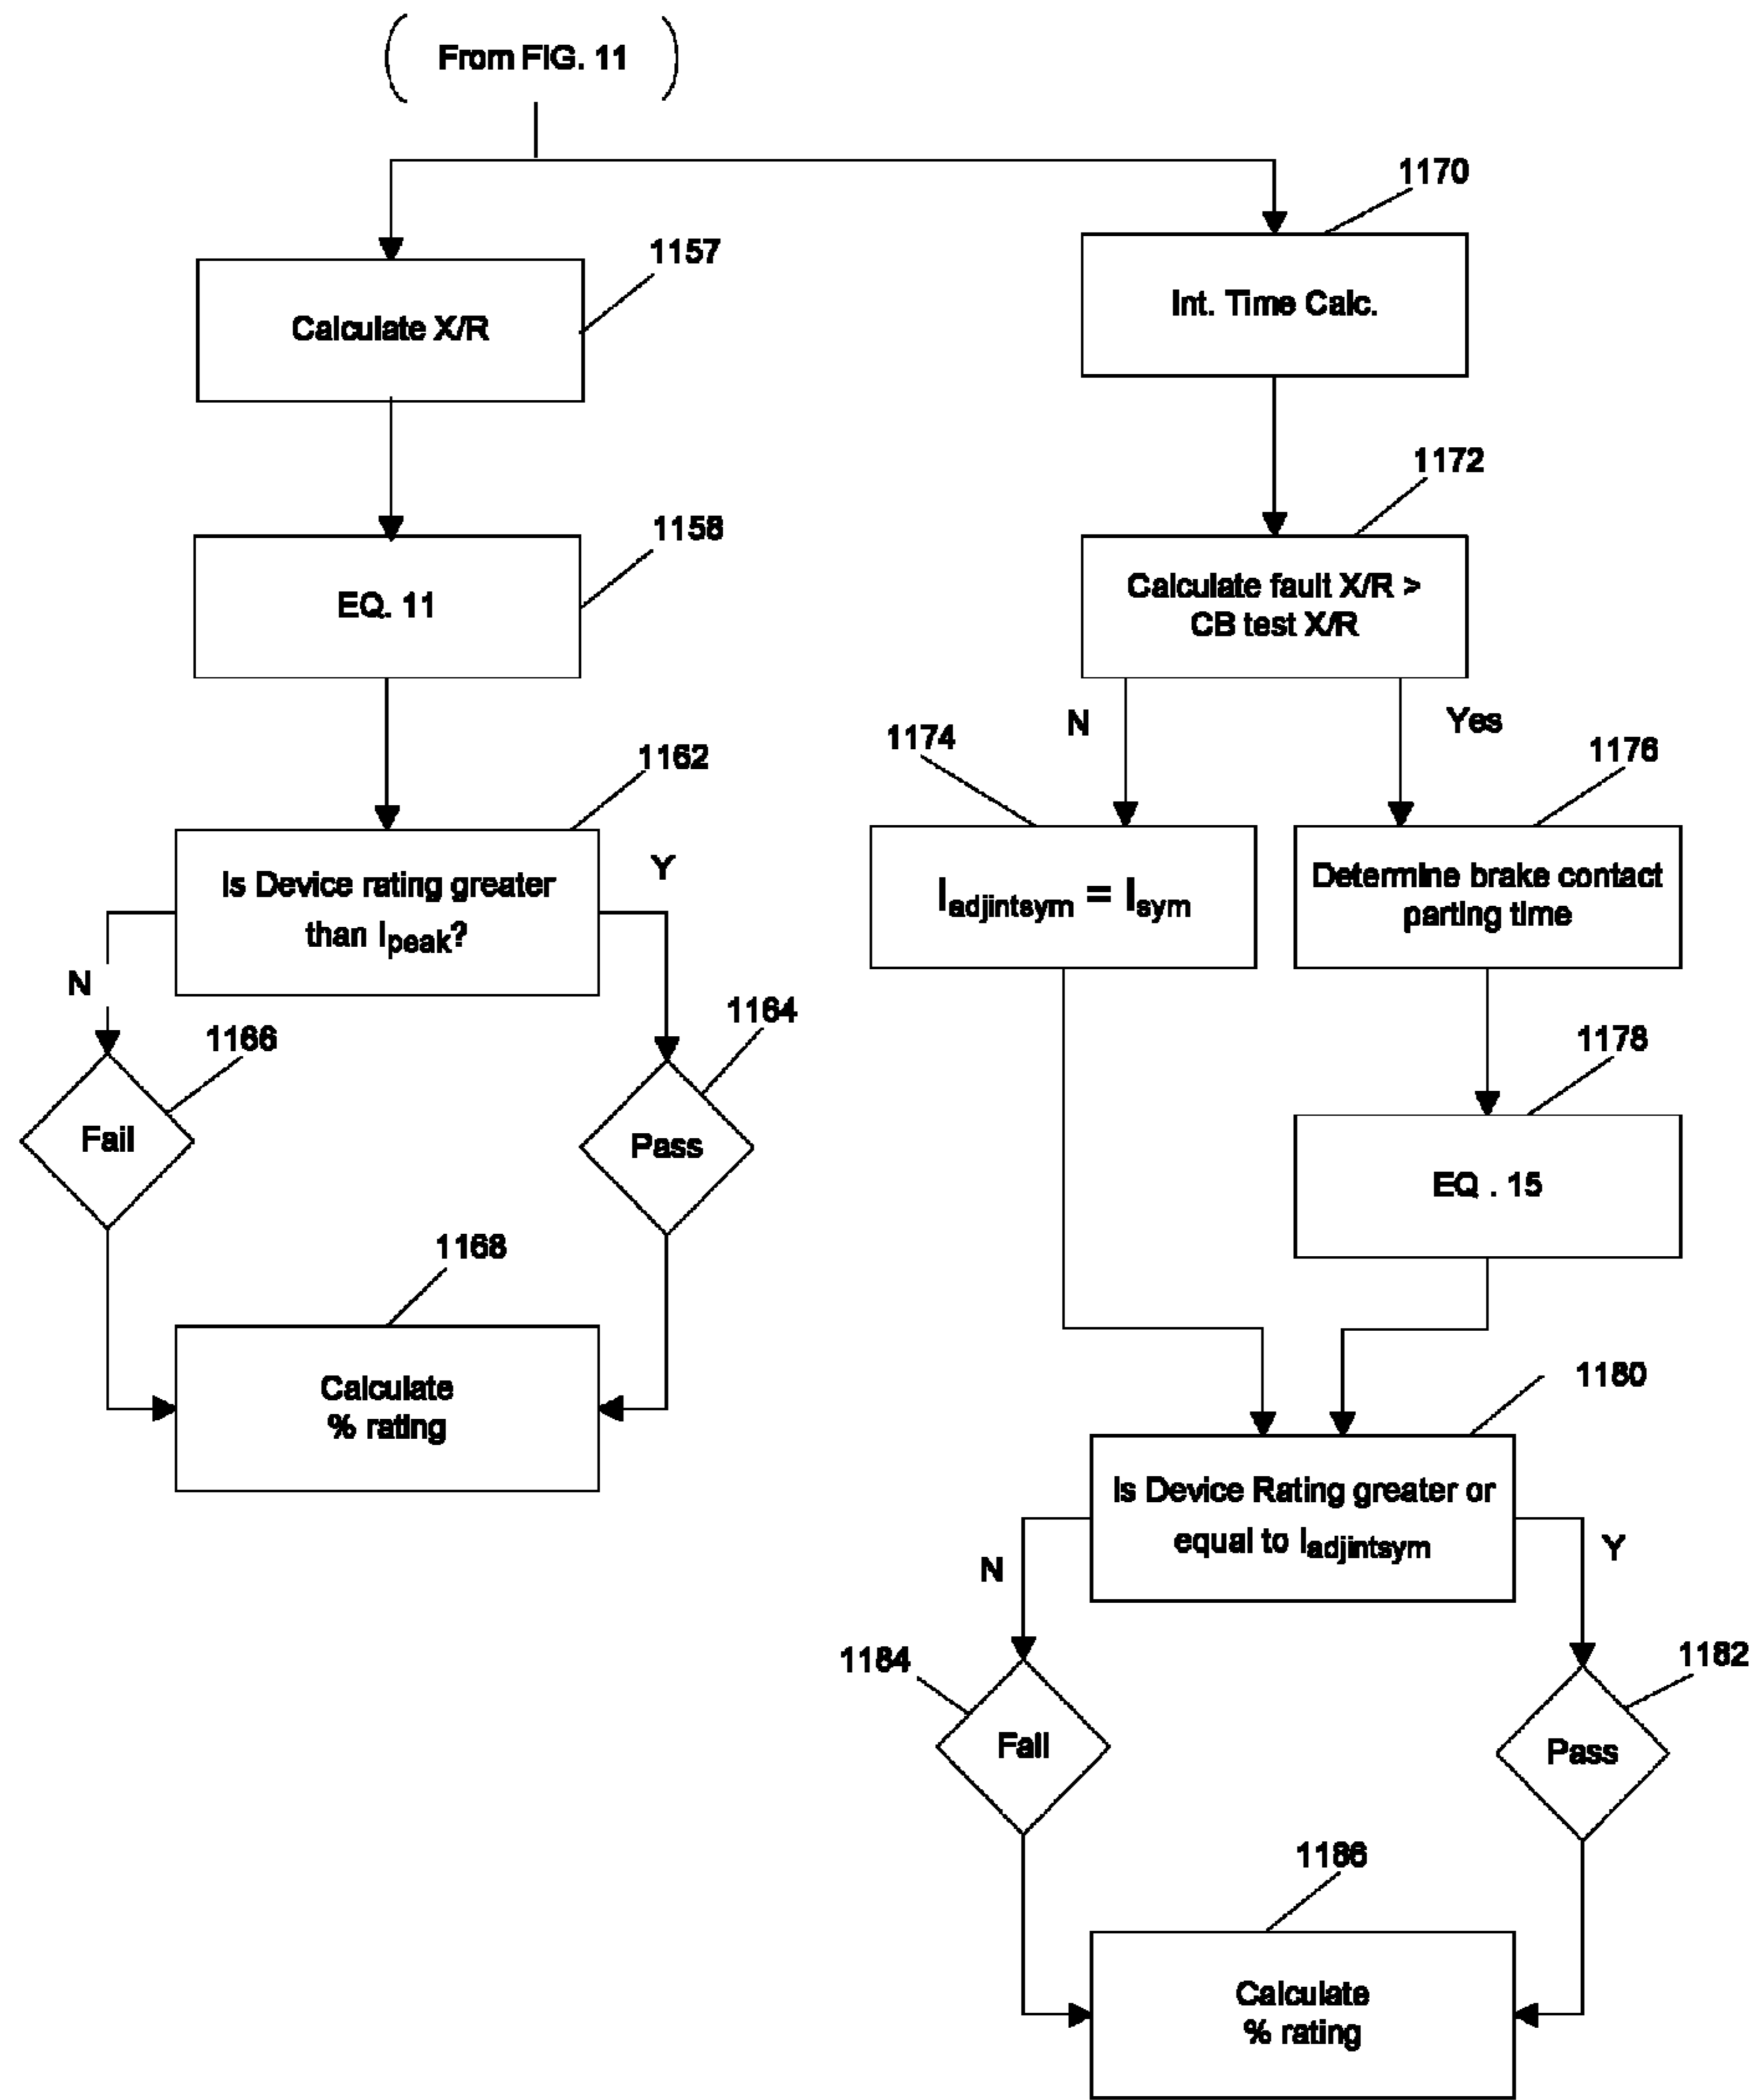 From FIG. 11
1170
1157
Calculate X/R
Int. Time Calc.
1172
1158
EQ. 11
Calculate fault X/R >
CB test X/R
N
Yes
1162
1174
1176
Is Device rating greater
than Ipeak?
Y
N
Iadjintsym = Isym
Determine brake contact
parting time
1166
1164
1178
Fail
Pass
EQ . 15
1168
Calculate
% rating
1180
Is Device Rating greater or
equal to Iadjintsym
N
Y
1184
1182
Fail
Pass
1186
Calculate
% rating